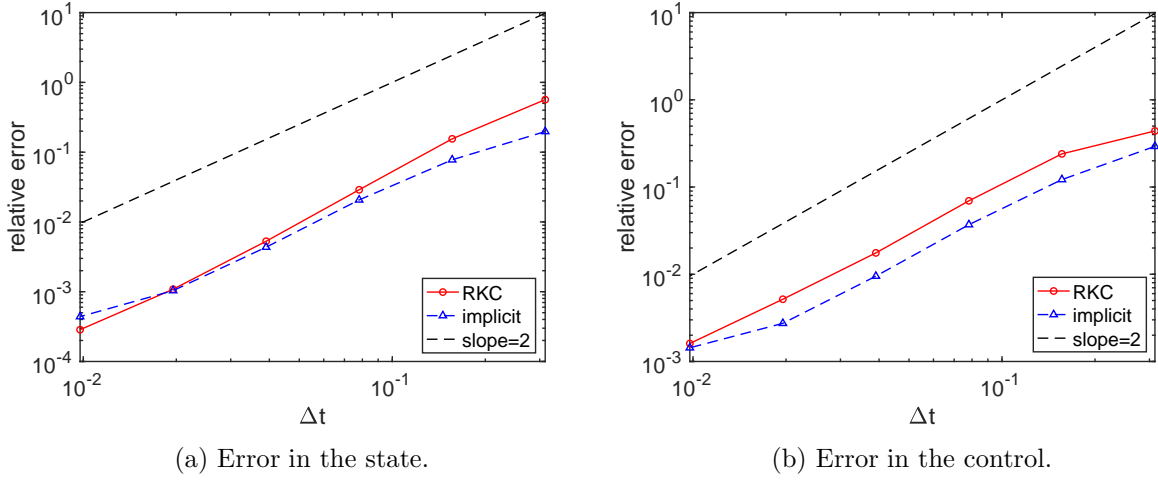 10^1
10^0
10^-1
10^-2
10^-3
10^-4
relative error
10^-2
10^-1
Δt
RKC
implicit
slope=2
(a) Error in the state.
10^1
10^0
10^-1
10^-2
10^-3
relative error
10^-2
10^-1
Δt
RKC
implicit
slope=2
(b) Error in the control.